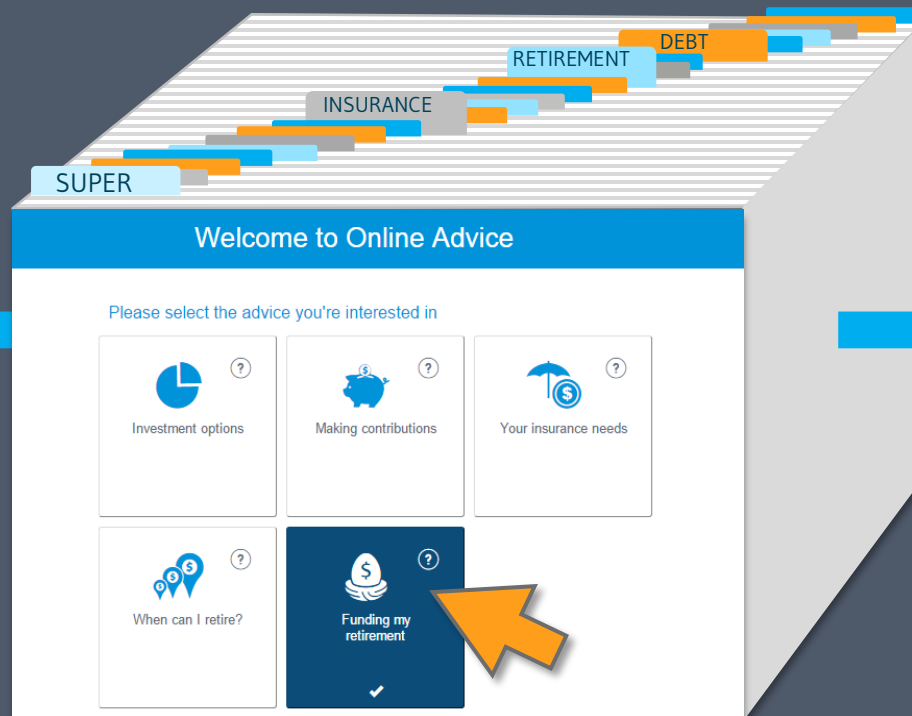 DEBT
RETIREMENT
INSURANCE
SUPER
Welcome to Online Advice
Please select the advice you're interested in
?
?
?
$
$
Investment options
Making contributions
Your insurance needs
?
?
$
$
$
$
When can I retire?
Funding my
retirement